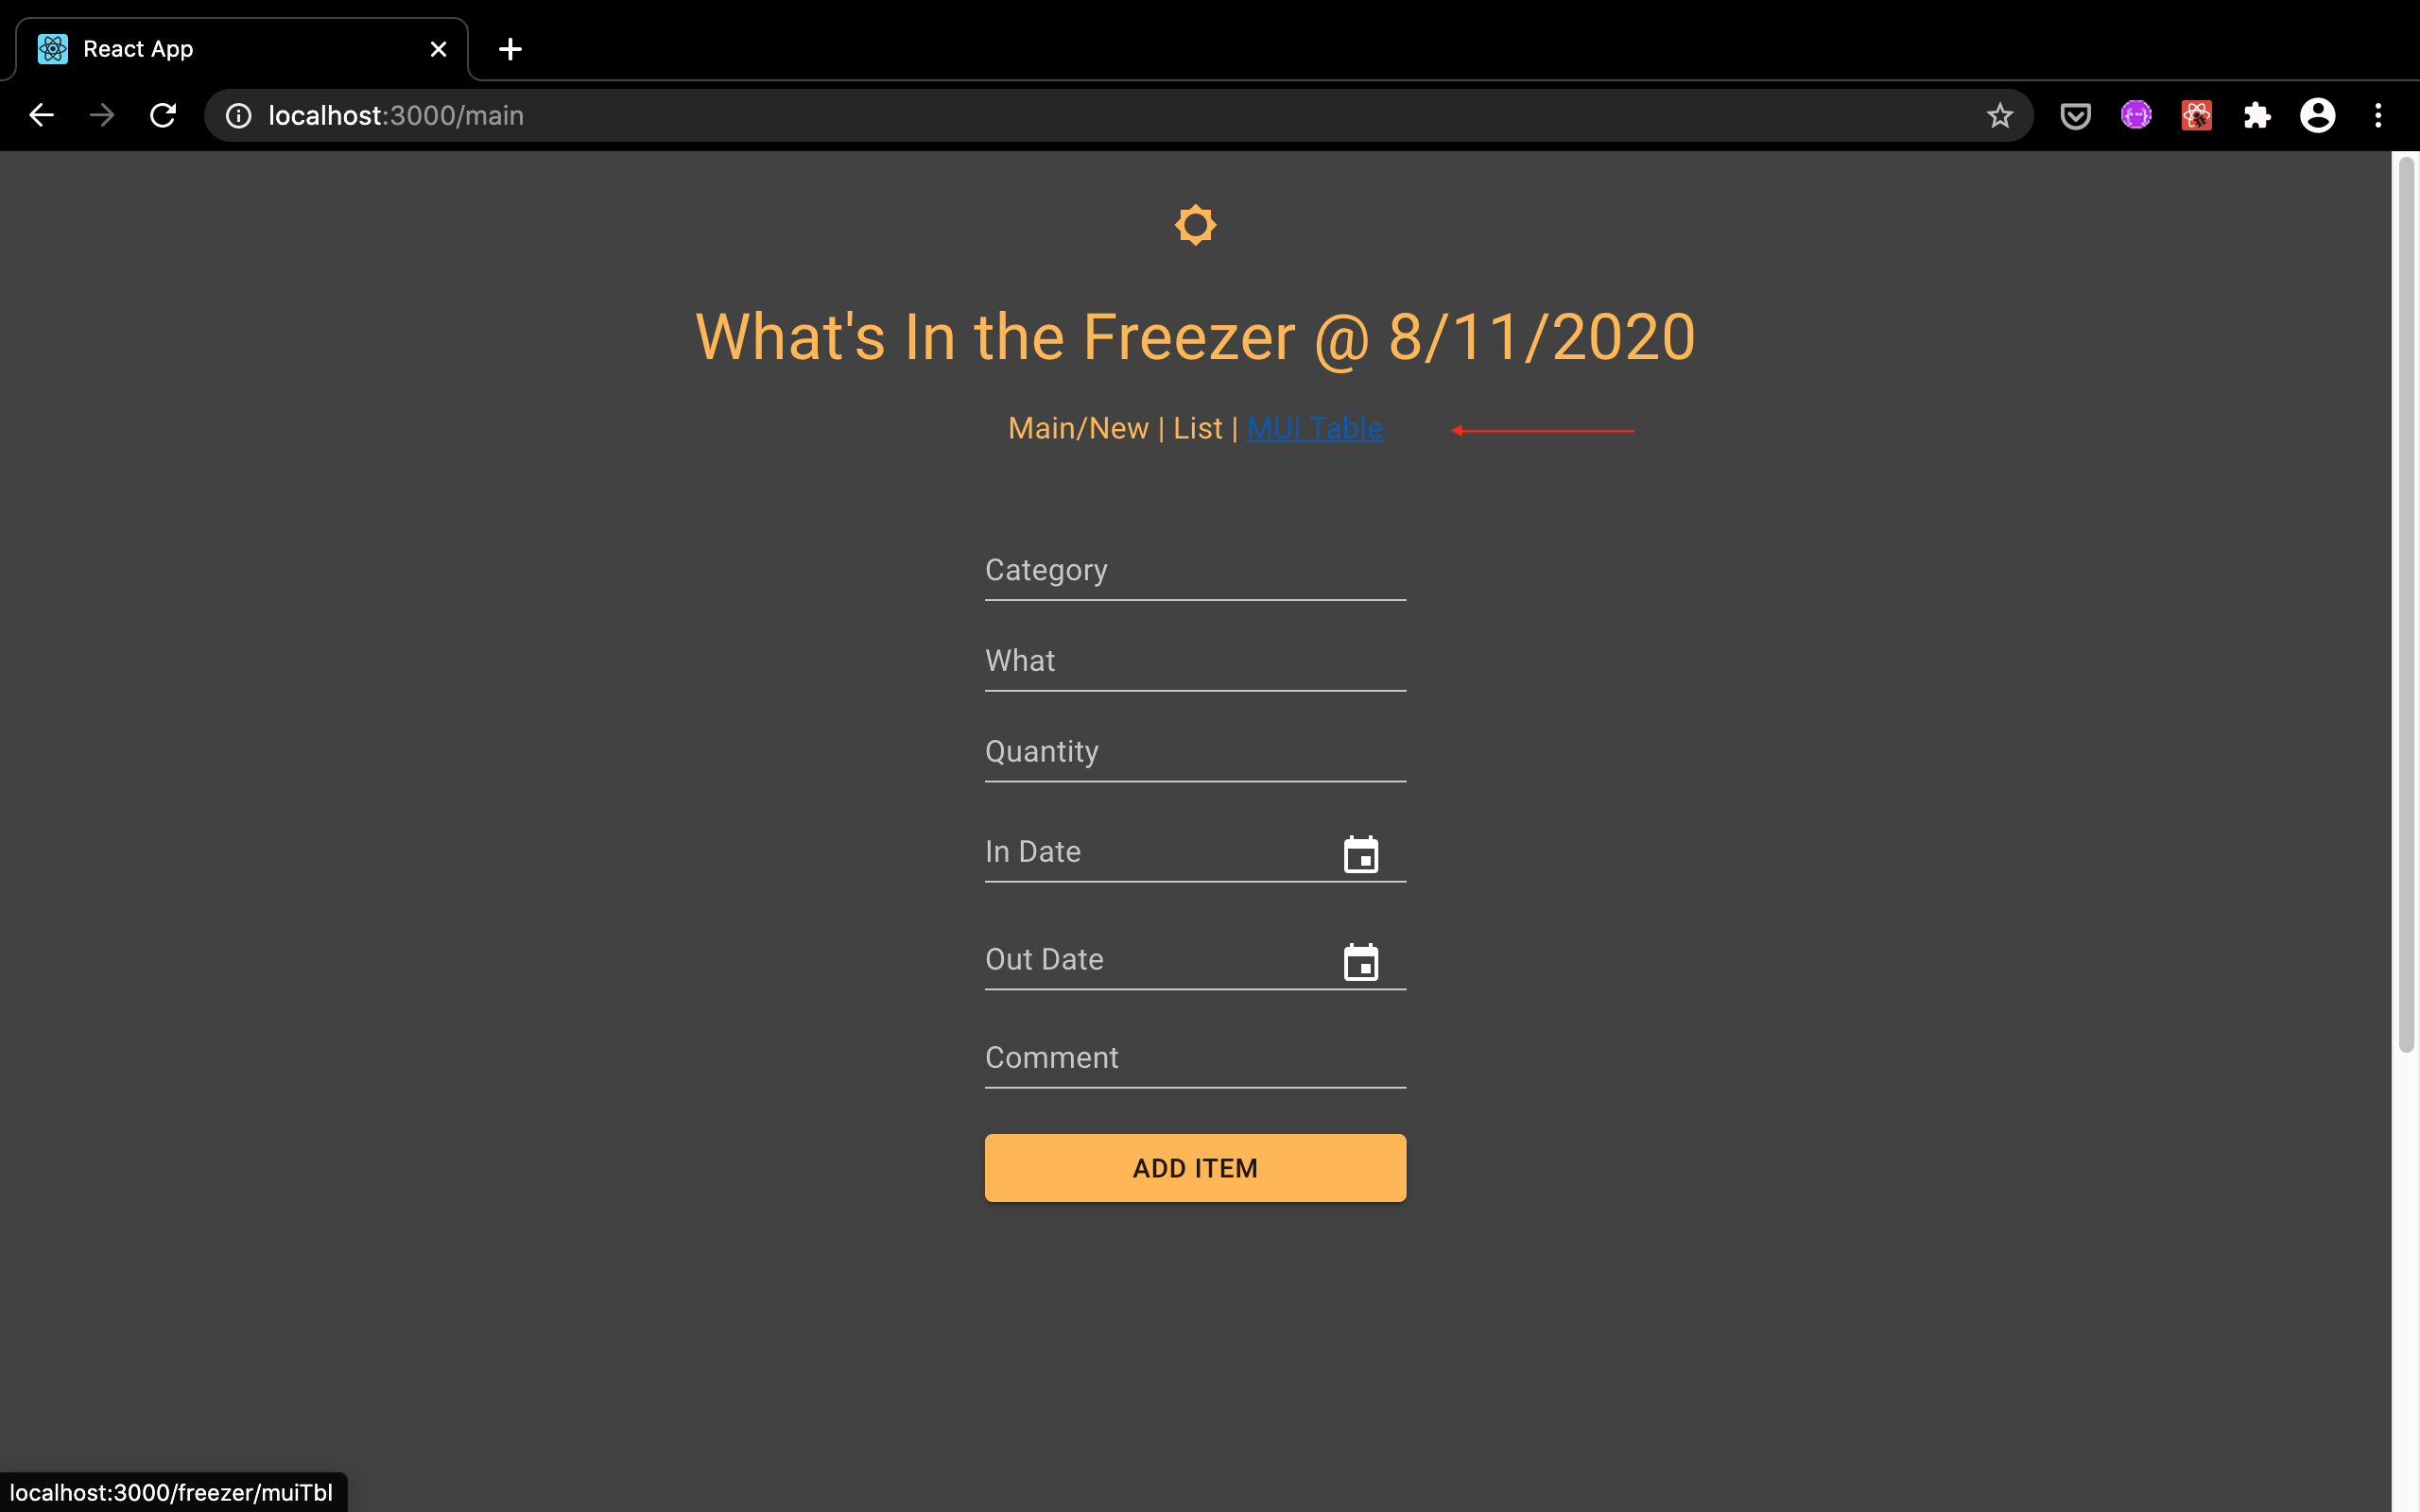 React App
localhost:3000/main
What's In the Freezer @ 8/11/2020
Main/New | List | MUI Table
Category
What
Quantity
In Date
Out Date
Comment
ADD ITEM
localhost:3000/freezer/muiTbl